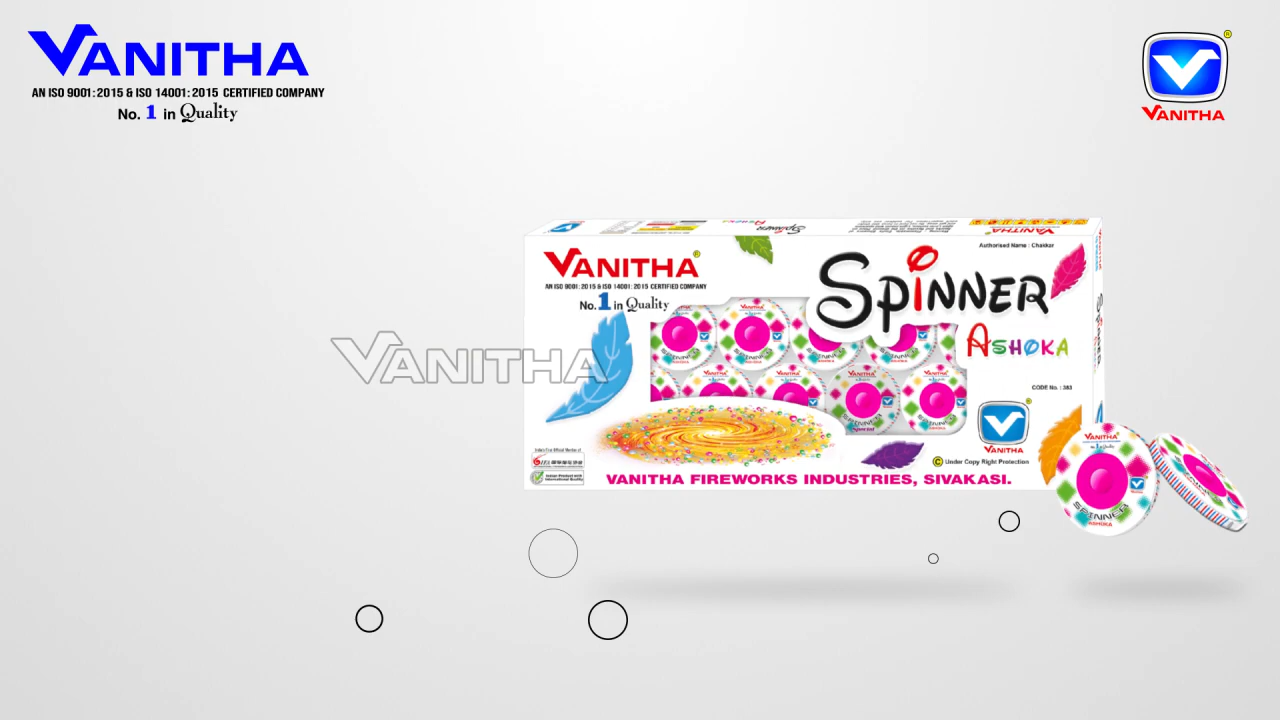 VANITHA
AN ISO 9001:2015 & ISO 14001:2015 CERTIFIED COMPANY
No. 1 in Quality
VANITHA
VANITHA
VANITHA
AN ISO 9001:2015 & ISO 14001:2015 CERTIFIED COMPANY
No. 1 in Quality
Authorised Name : Chakkar
SPINNER
ASHOKA
CODE No. : 383
VANITHA
© Under Copy Right Protection
VANITHA FIREWORKS INDUSTRIES, SIVAKASI.
VANITHA
SPINNER
ASHOKA